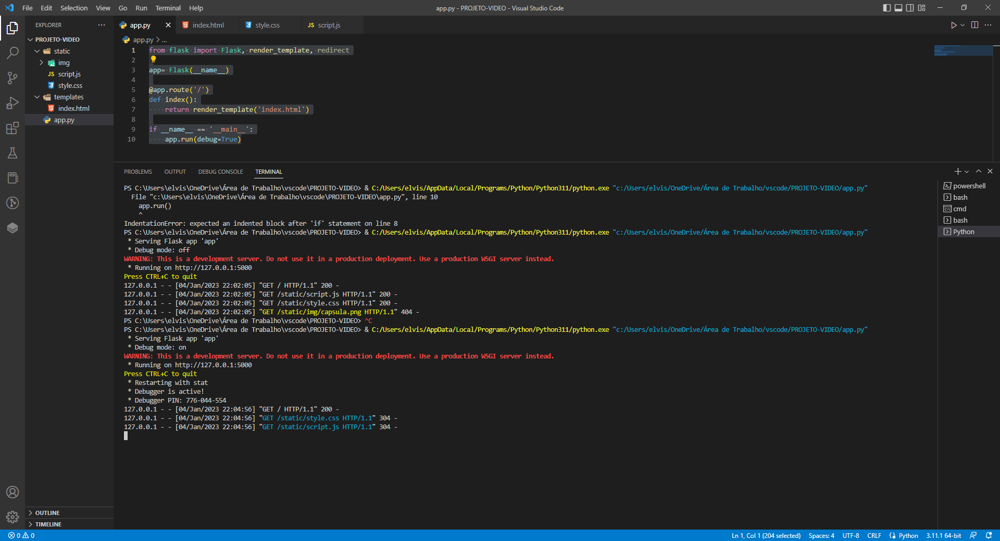 File Edit Selection View Go Run Terminal Help
app.py - PROJETO-VIDEO - Visual Studio Code
EXPLORER
PROJETO-VIDEO
static
img
JS script.js
style.css
templates
index.html
app.py
OUTLINE
TIMELINE
app.py index.html style.css JS script.js
app.py > ...
1 from flask import Flask, render_template, redirect
2
3 app= Flask(__name__)
4
5 @app.route('/')
6 def index():
7 return render_template('index.html')
8
9 if __name__ == '__main__':
10 app.run(debug=True)
PROBLEMS OUTPUT DEBUG CONSOLE TERMINAL
PS C:\Users\elvis\OneDrive\Área de Trabalho\vscode\PROJETO-VIDEO> & C:/Users/elvis/AppData/Local/Programs/Python/Python311/python.exe "c:/Users/elvis/OneDrive/Área de Trabalho/vscode/PROJETO-VIDEO/app.py"
File "c:\Users\elvis\OneDrive\Área de Trabalho\vscode\PROJETO-VIDEO\app.py", line 10
app.run()
^
IndentationError: expected an indented block after 'if' statement on line 8
PS C:\Users\elvis\OneDrive\Área de Trabalho\vscode\PROJETO-VIDEO> & C:/Users/elvis/AppData/Local/Programs/Python/Python311/python.exe "c:/Users/elvis/OneDrive/Área de Trabalho/vscode/PROJETO-VIDEO/app.py"
* Serving Flask app 'app'
* Debug mode: off
WARNING: This is a development server. Do not use it in a production deployment. Use a production WSGI server instead.
* Running on http://127.0.0.1:5000
Press CTRL+C to quit
127.0.0.1 - - [04/Jan/2023 22:02:05] "GET / HTTP/1.1" 200 -
127.0.0.1 - - [04/Jan/2023 22:02:05] "GET /static/script.js HTTP/1.1" 200 -
127.0.0.1 - - [04/Jan/2023 22:02:05] "GET /static/style.css HTTP/1.1" 200 -
127.0.0.1 - - [04/Jan/2023 22:02:05] "GET /static/img/capsula.png HTTP/1.1" 404 -
PS C:\Users\elvis\OneDrive\Área de Trabalho\vscode\PROJETO-VIDEO> ^C
PS C:\Users\elvis\OneDrive\Área de Trabalho\vscode\PROJETO-VIDEO> & C:/Users/elvis/AppData/Local/Programs/Python/Python311/python.exe "c:/Users/elvis/OneDrive/Área de Trabalho/vscode/PROJETO-VIDEO/app.py"
* Serving Flask app 'app'
* Debug mode: on
WARNING: This is a development server. Do not use it in a production deployment. Use a production WSGI server instead.
* Running on http://127.0.0.1:5000
Press CTRL+C to quit
* Restarting with stat
* Debugger is active!
* Debugger PIN: 776-044-554
127.0.0.1 - - [04/Jan/2023 22:04:56] "GET / HTTP/1.1" 200 -
127.0.0.1 - - [04/Jan/2023 22:04:56] "GET /static/style.css HTTP/1.1" 304 -
127.0.0.1 - - [04/Jan/2023 22:04:56] "GET /static/script.js HTTP/1.1" 304 -
powershell
bash
cmd
bash
Python
0 0
Ln 1, Col 1 (204 selected) Spaces: 4 UTF-8 CRLF Python 3.11.1 64-bit